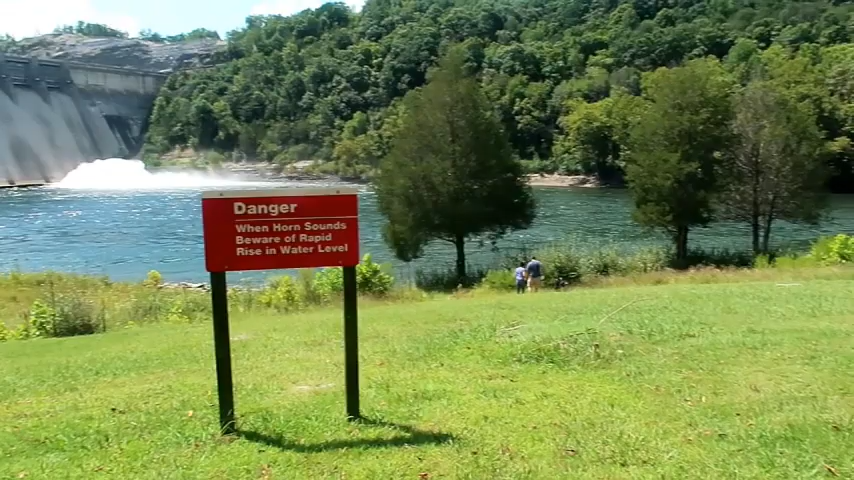 Danger
When Horn Sounds
Beware of Rapid
Rise in Water Level